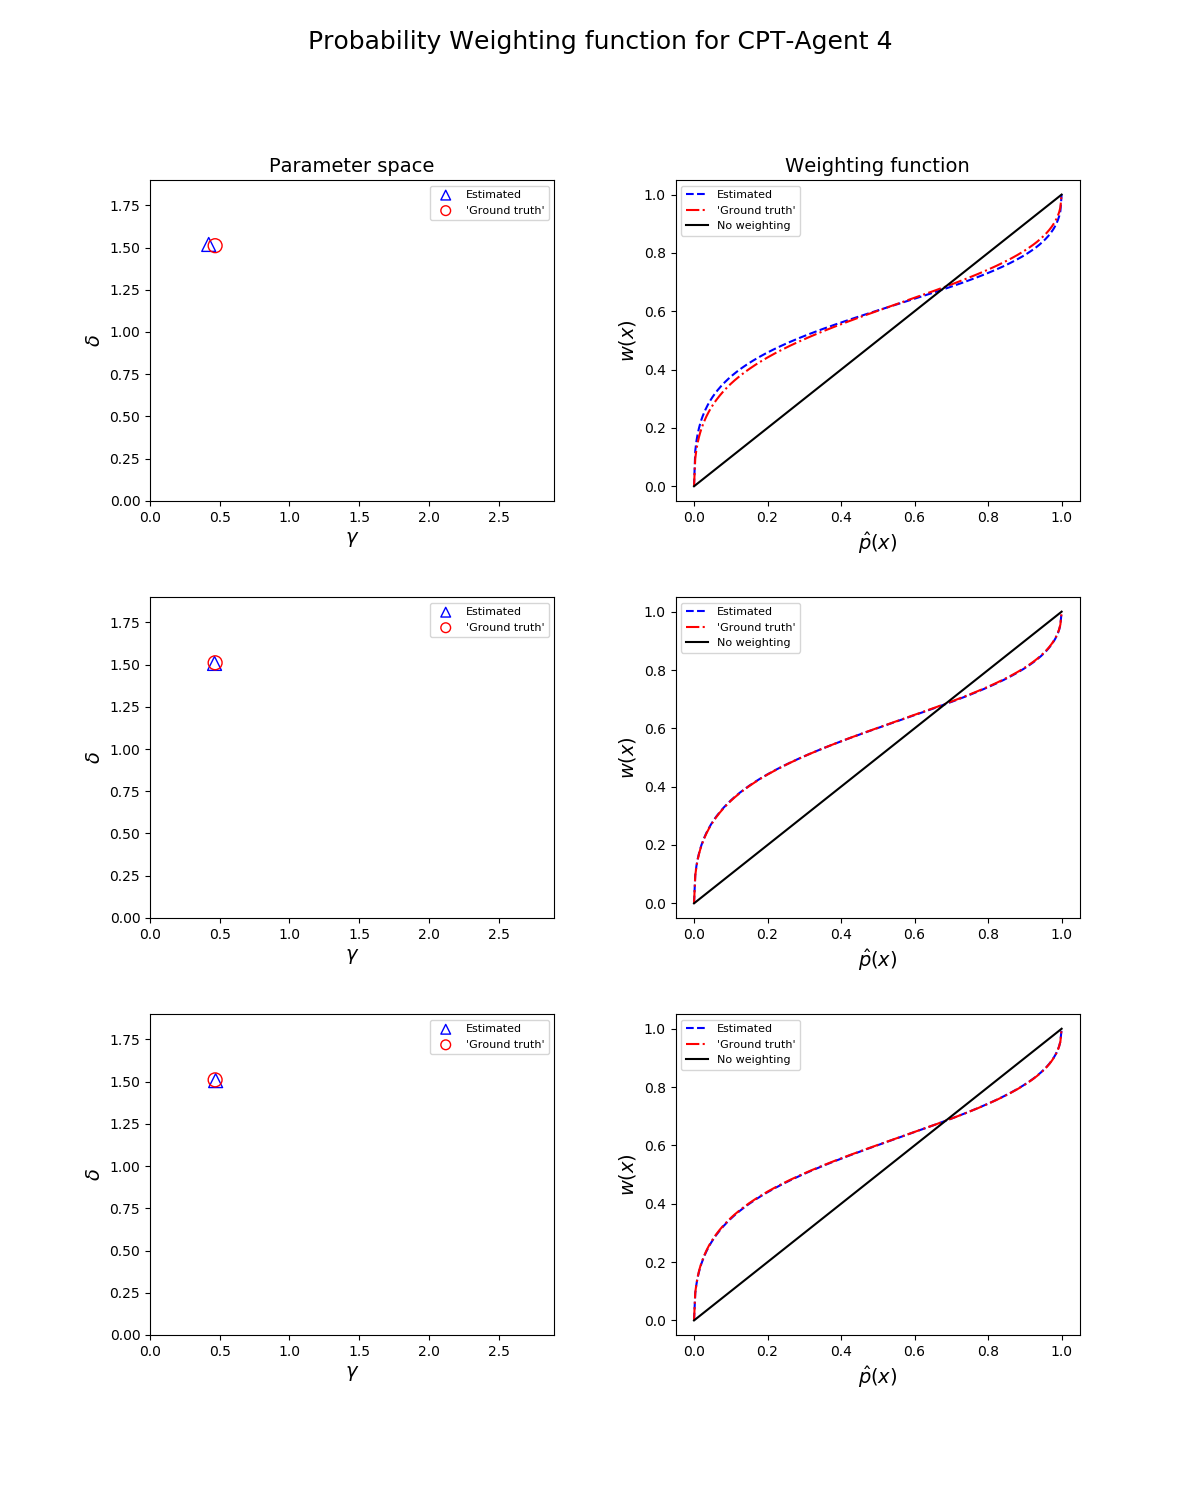 Probability Weighting function for CPT-Agent 4
Parameter space
Estimated
'Ground truth'
1.75
1.50
1.25
1.00
0.75
0.50
0.25
0.00
δ
0.0 0.5 1.0 1.5 2.0 2.5
γ
Weighting function
Estimated
'Ground truth'
No weighting
1.0
0.8
0.6
0.4
0.2
0.0
w(x)
0.0 0.2 0.4 0.6 0.8 1.0
p̂(x)
Estimated
'Ground truth'
1.75
1.50
1.25
1.00
0.75
0.50
0.25
0.00
δ
0.0 0.5 1.0 1.5 2.0 2.5
γ
Estimated
'Ground truth'
No weighting
1.0
0.8
0.6
0.4
0.2
0.0
w(x)
0.0 0.2 0.4 0.6 0.8 1.0
p̂(x)
Estimated
'Ground truth'
1.75
1.50
1.25
1.00
0.75
0.50
0.25
0.00
δ
0.0 0.5 1.0 1.5 2.0 2.5
γ
Estimated
'Ground truth'
No weighting
1.0
0.8
0.6
0.4
0.2
0.0
w(x)
0.0 0.2 0.4 0.6 0.8 1.0
p̂(x)